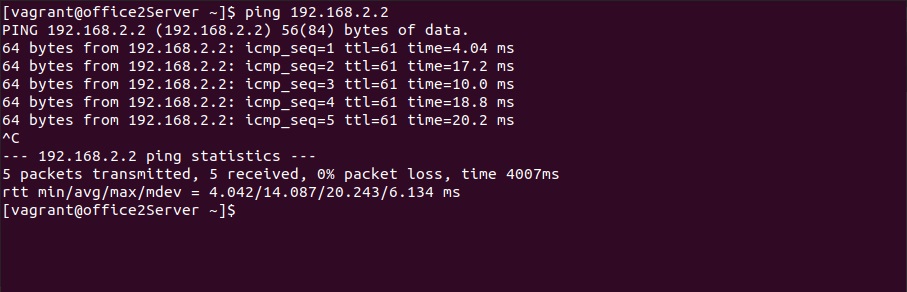 [vagrant@office2Server ~]$ ping 192.168.2.2
PING 192.168.2.2 (192.168.2.2) 56(84) bytes of data.
64 bytes from 192.168.2.2: icmp_seq=1 ttl=61 time=4.04 ms
64 bytes from 192.168.2.2: icmp_seq=2 ttl=61 time=17.2 ms
64 bytes from 192.168.2.2: icmp_seq=3 ttl=61 time=10.0 ms
64 bytes from 192.168.2.2: icmp_seq=4 ttl=61 time=18.8 ms
64 bytes from 192.168.2.2: icmp_seq=5 ttl=61 time=20.2 ms
^C
--- 192.168.2.2 ping statistics ---
5 packets transmitted, 5 received, 0% packet loss, time 4007ms
rtt min/avg/max/mdev = 4.042/14.087/20.243/6.134 ms
[vagrant@office2Server ~]$